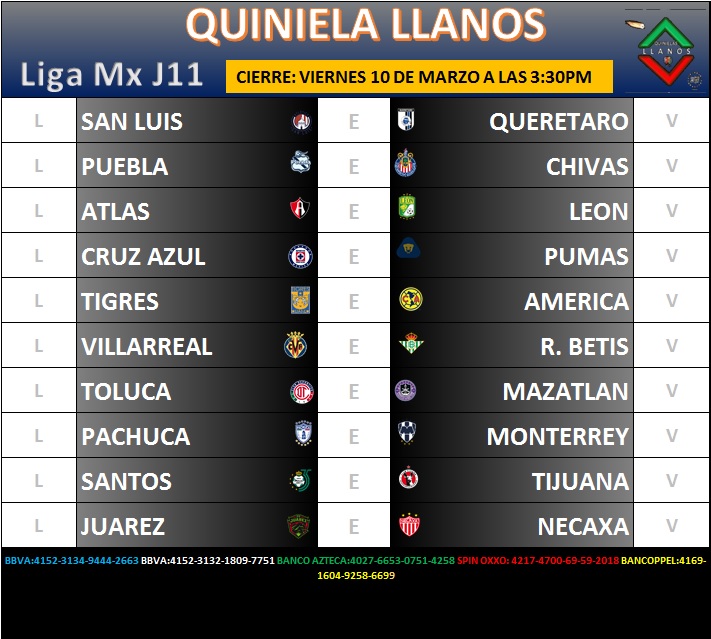 QUINIELA LLANOS
Liga Mx J11
CIERRE: VIERNES 10 DE MARZO A LAS 3:30PM
QUINIELAS
LLANOS
L SAN LUIS E QUERETARO V
L PUEBLA E CHIVAS V
L ATLAS E LEON V
L CRUZ AZUL E PUMAS V
L TIGRES E AMERICA V
L VILLARREAL E R. BETIS V
L TOLUCA E MAZATLAN V
L PACHUCA E MONTERREY V
L SANTOS E TIJUANA V
L JUAREZ E NECAXA V
BBVA:4152-3134-9444-2663 BBVA:4152-3132-1809-7751 BANCO AZTECA:4027-6653-0751-4258 SPIN OXXO: 4217-4700-69-59-2018 BANCOPPEL:4169-
1604-9258-6699